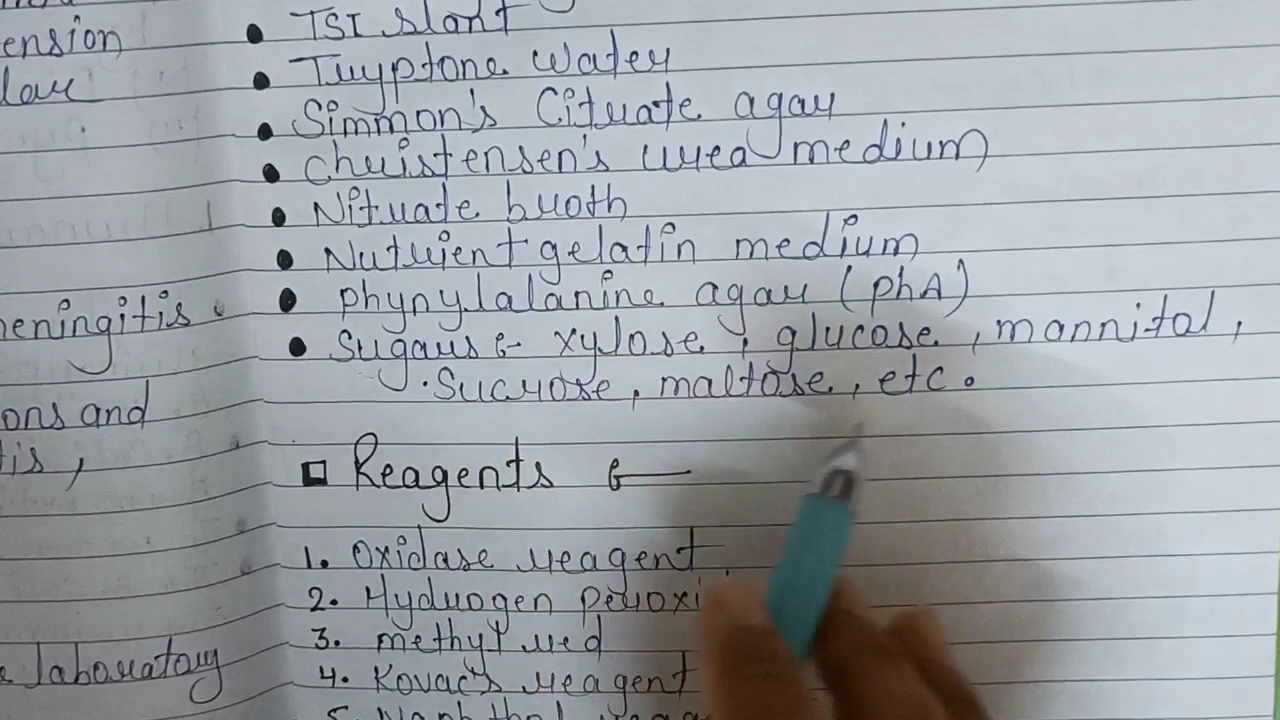 ension
• TSI slant
• Tryptone water
• Simmon's Citrate agar
• Christensen's urea medium
• Nitrate broth
• Nutrient gelatin medium
• phynylalanine agar (phA)
• Sugars :- xylose, glucose, mannitol,
Sucrose, maltose, etc.
eningitis.
ons and
tis,
□ Reagents :-
1. Oxidase reagent
2. Hydrogen peroxi
3. methyl red
4. Kovac's reagent
5.
laboratory